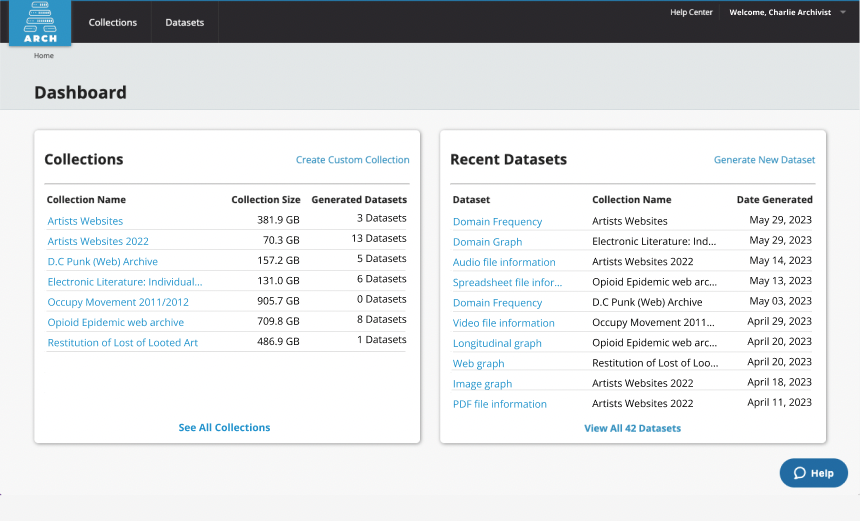 ARCH
Collections
Datasets
Help Center
Welcome, Charlie Archivist
Home
Dashboard
Collections
Create Custom Collection
Collection Name Collection Size Generated Datasets
Artists Websites 381.9 GB 3 Datasets
Artists Websites 2022 70.3 GB 13 Datasets
D.C Punk (Web) Archive 157.2 GB 5 Datasets
Electronic Literature: Individual... 131.0 GB 6 Datasets
Occupy Movement 2011/2012 905.7 GB 0 Datasets
Opioid Epidemic web archive 709.8 GB 8 Datasets
Restitution of Lost of Looted Art 486.9 GB 1 Datasets
See All Collections
Recent Datasets
Generate New Dataset
Dataset Collection Name Date Generated
Domain Frequency Artists Websites May 29, 2023
Domain Graph Electronic Literature: Ind... May 29, 2023
Audio file information Artists Websites 2022 May 14, 2023
Spreadsheet file infor... Opioid Epidemic web arc... May 13, 2023
Domain Frequency D.C Punk (Web) Archive May 03, 2023
Video file information Occupy Movement 2011... April 29, 2023
Longitudinal graph Opioid Epidemic web arc... April 20, 2023
Web graph Restitution of Lost of Loo... April 20, 2023
Image graph Artists Websites 2022 April 18, 2023
PDF file information Artists Websites 2022 April 11, 2023
View All 42 Datasets
Help